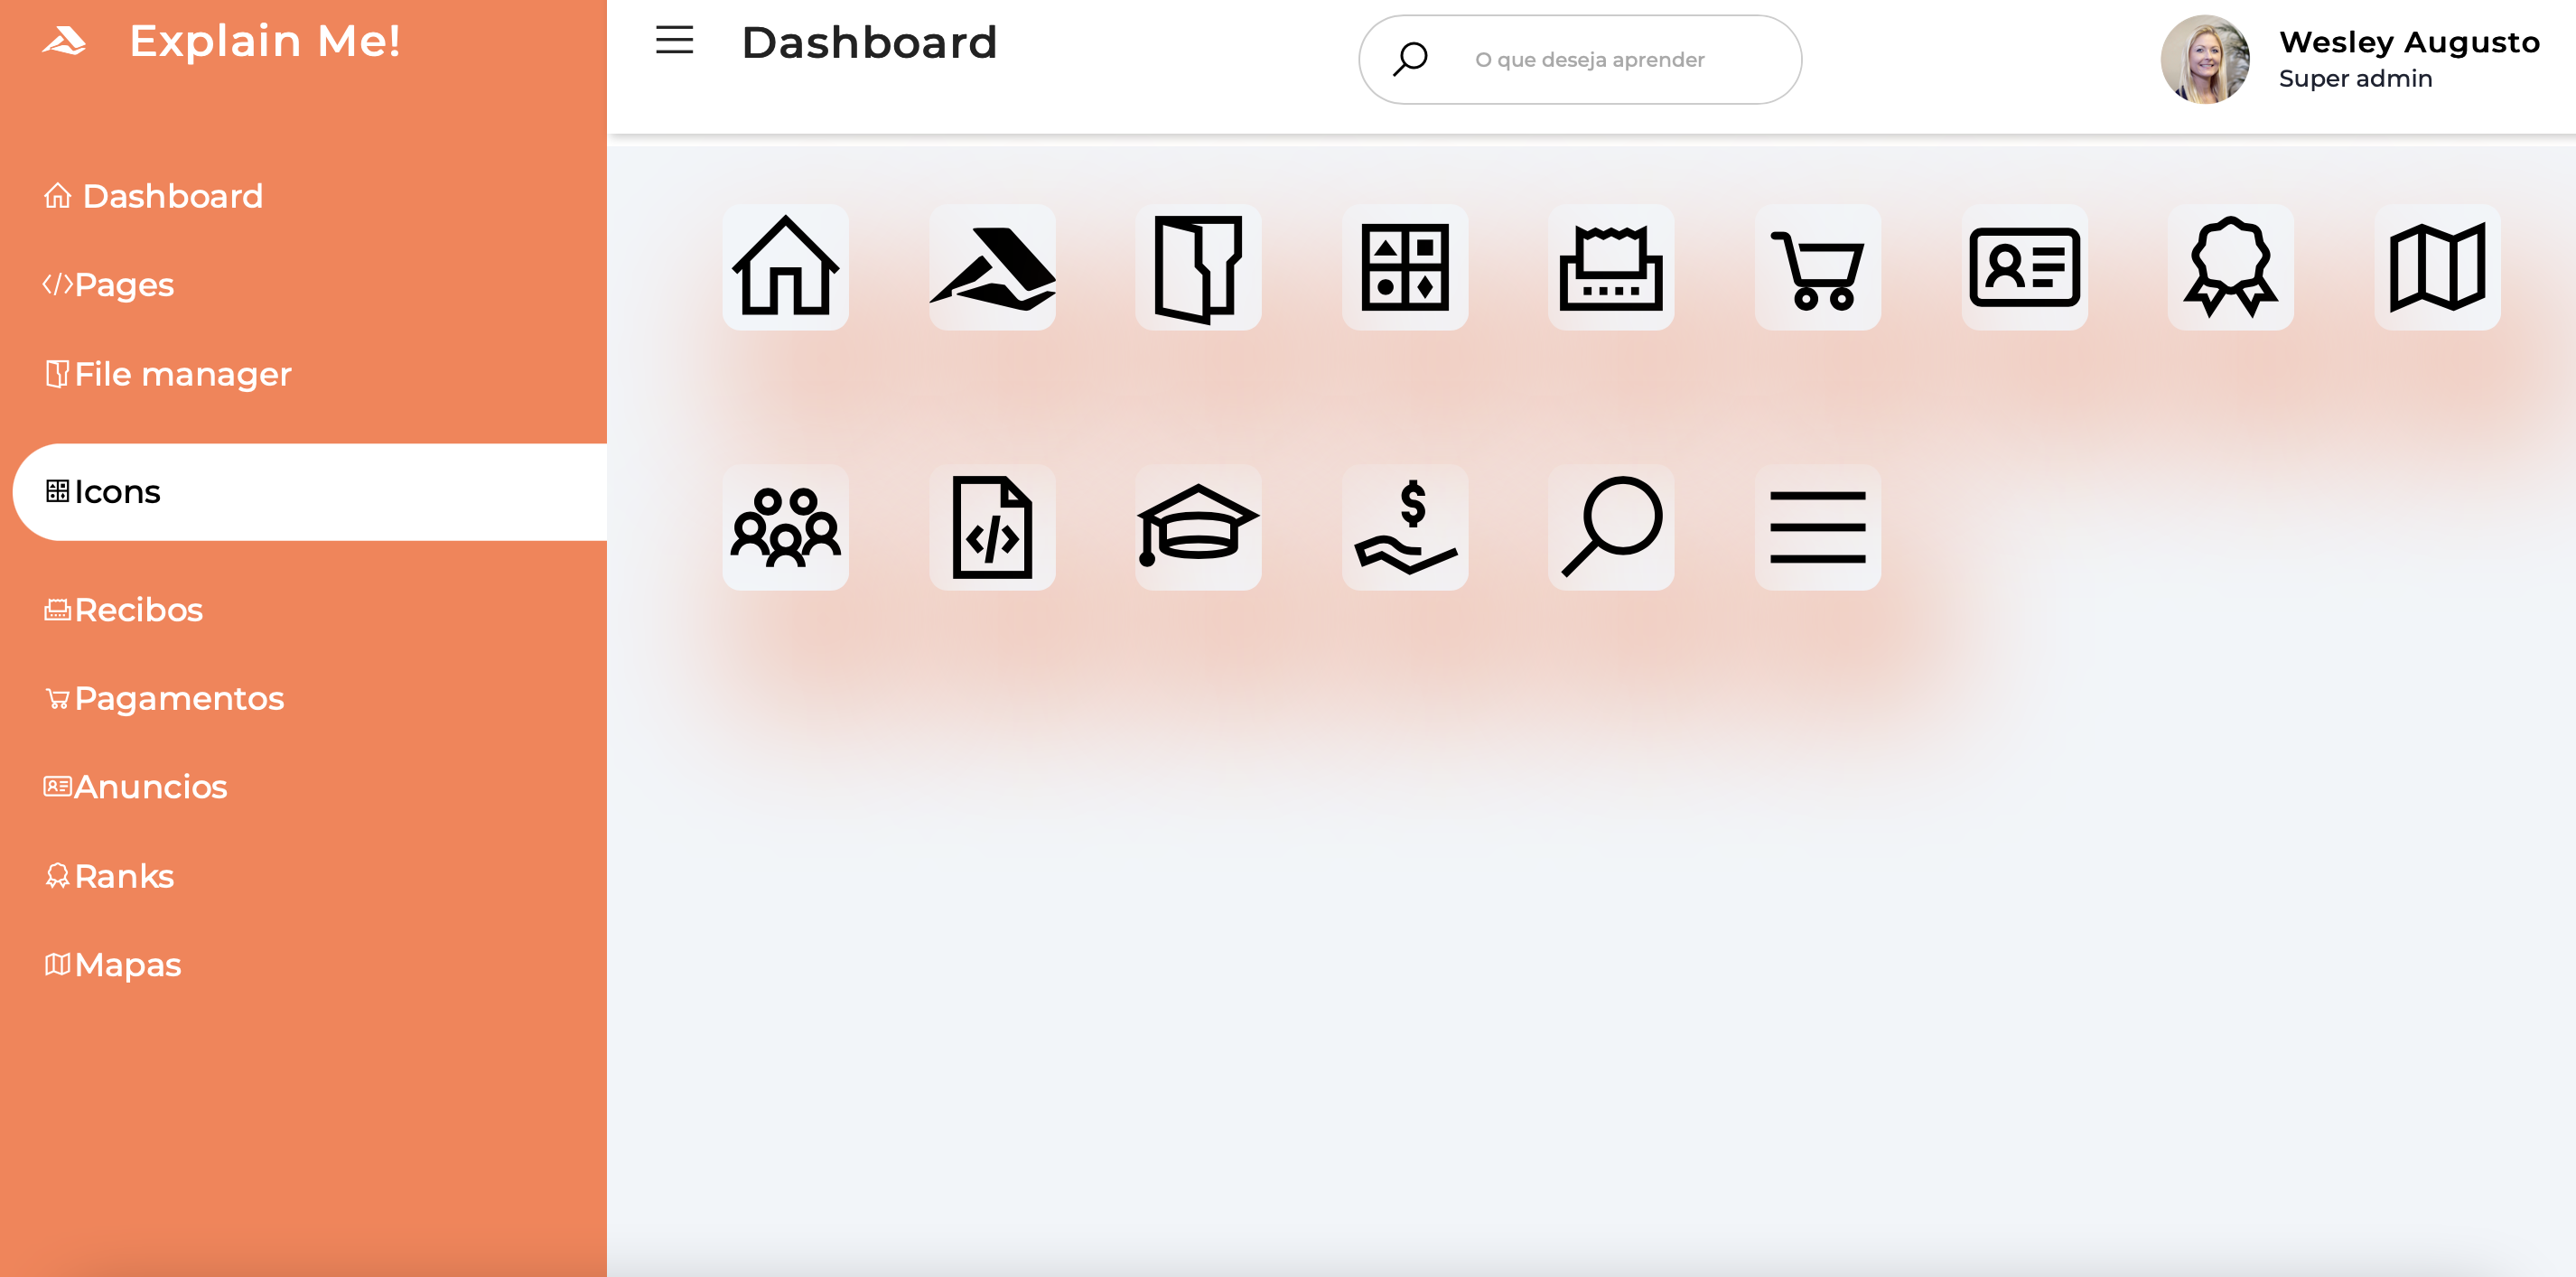 Explain Me!
Dashboard
Pages
File manager
Icons
Recibos
Pagamentos
Anuncios
Ranks
Mapas
Dashboard
O que deseja aprender
Wesley Augusto
Super admin